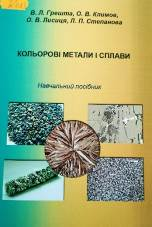 В. Л. Грешта, О. В. Климов,
О. В. Лисиця, Л. П. Степанова
КОЛЬОРОВІ МЕТАЛИ І СПЛАВИ
Навчальний посібник